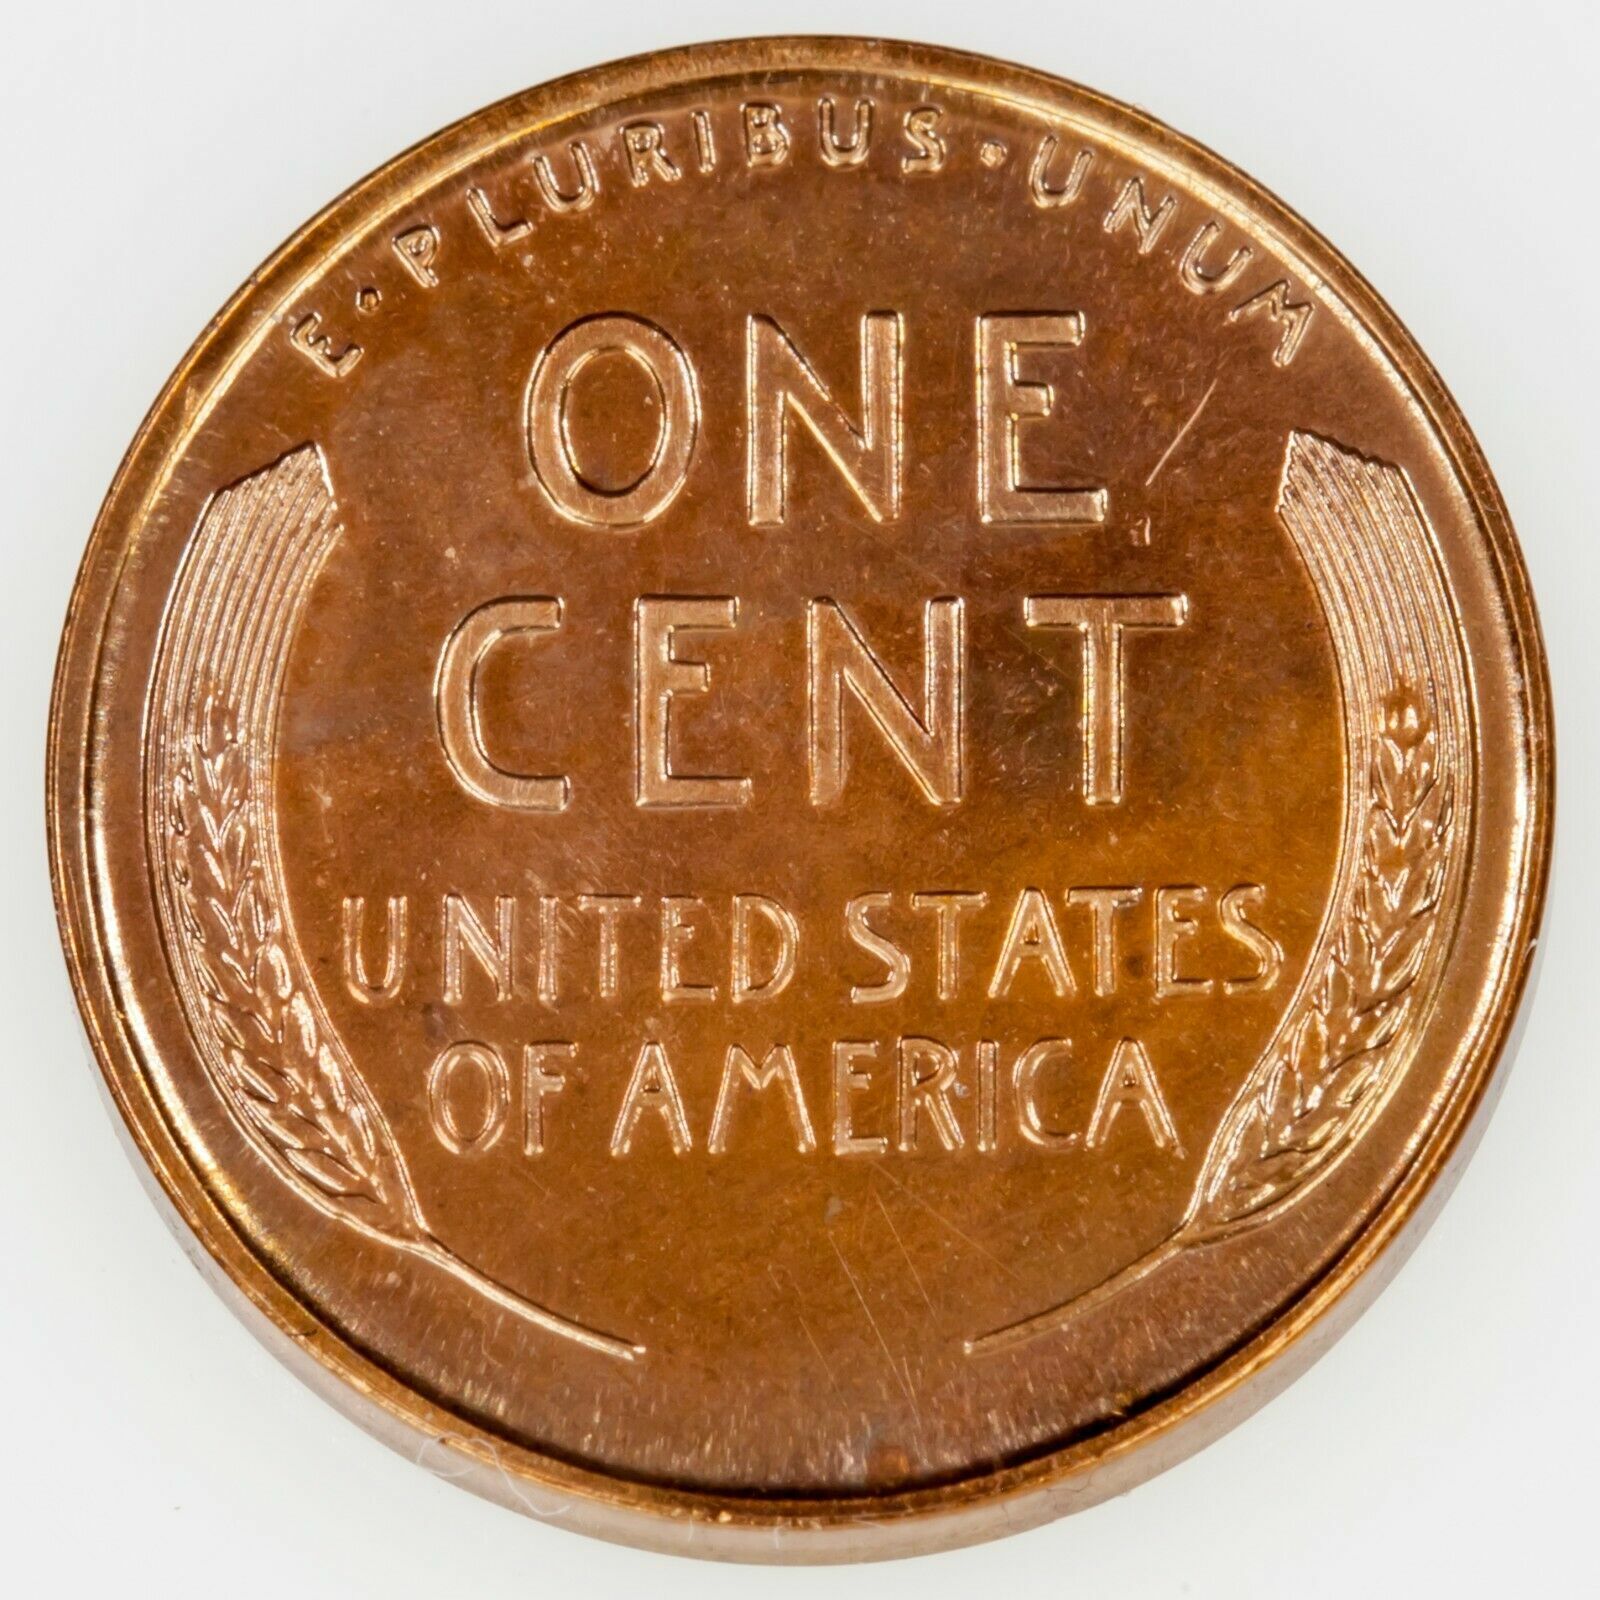 E·PLURIBUS·UNUM
ONE
CENT
UNITED STATES
OF AMERICA